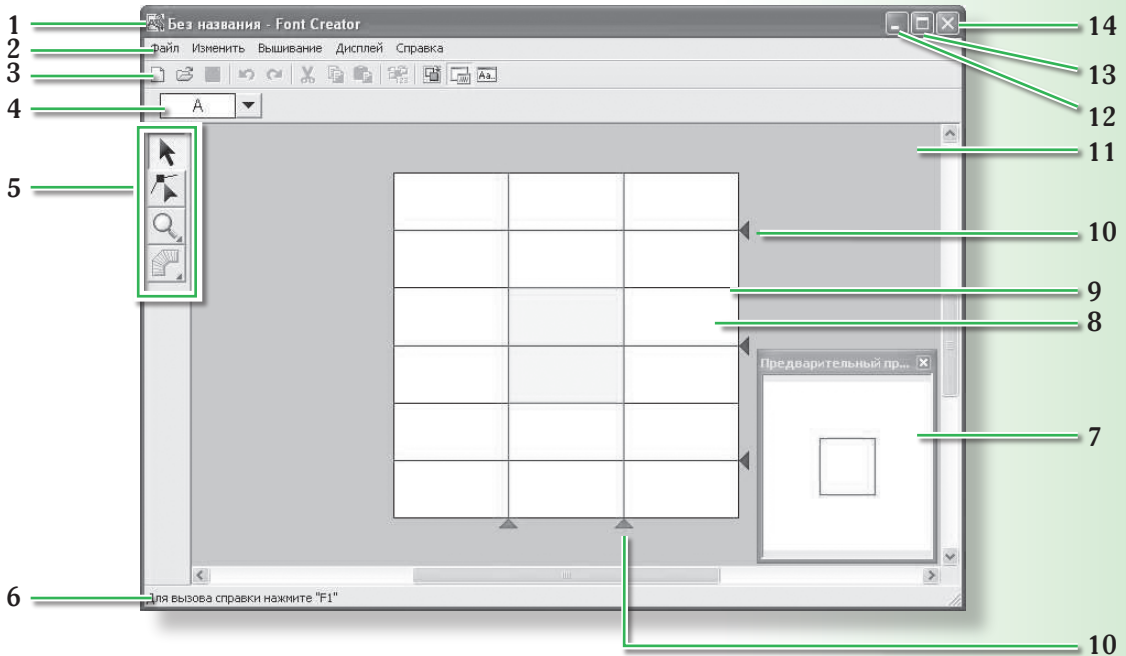 1
Без названия - Font Creator
14
2
Файл Изменить Вышивание Дисплей Справка
3
13
4
A
12
Aa..
11
5
10
9
8
Предварительный пр...
7
6
Для вызова справки нажмите "F1"
10